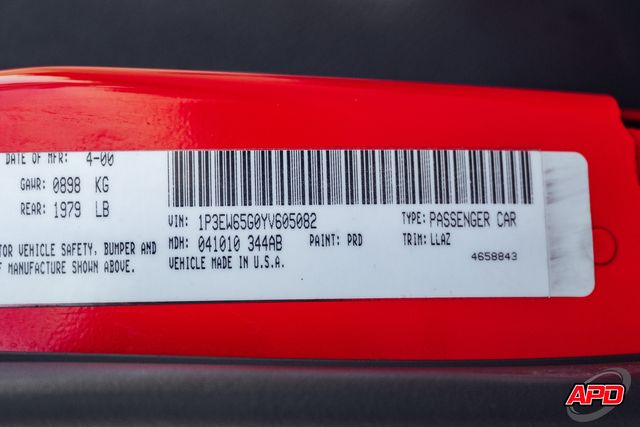 DATE OF MFR: 4-00
GAWR: 0898 KG
REAR: 1979 LB
VIN: 1P3EW65G0YV605082 TYPE: PASSENGER CAR
MDH: 041010 344AB PAINT: PRD TRIM: LLAZ
VEHICLE MADE IN U.S.A. 4658843
TOR VEHICLE SAFETY, BUMPER AND
F MANUFACTURE SHOWN ABOVE.
APD